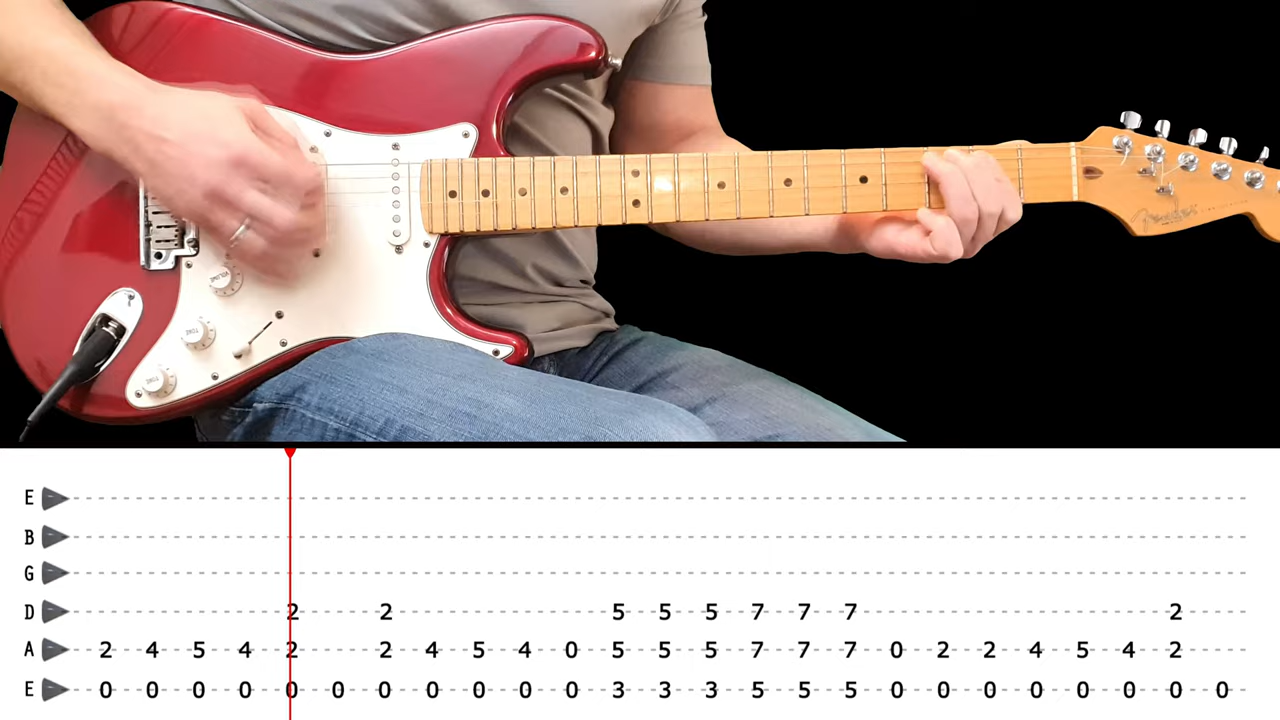 Fender
VOLUME
TONE
TONE
E
B
G
D 2 2 5 5 5 7 7 7 2
A 2 4 5 4 2 2 4 5 4 0 5 5 5 7 7 7 0 2 2 4 5 4 2
E 0 0 0 0 0 0 0 0 0 0 0 3 3 3 5 5 5 0 0 0 0 0 0 0 0